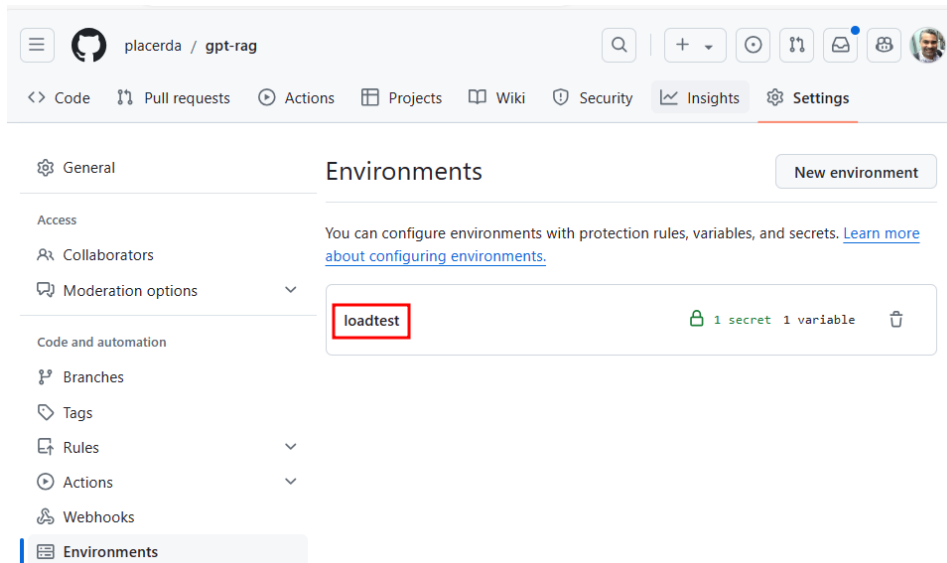 placerda / gpt-rag
Code Pull requests Actions Projects Wiki Security Insights Settings
General
Access
Collaborators
Moderation options
Code and automation
Branches
Tags
Rules
Actions
Webhooks
Environments
Environments New environment
You can configure environments with protection rules, variables, and secrets. Learn more
about configuring environments.
loadtest 1 secret 1 variable